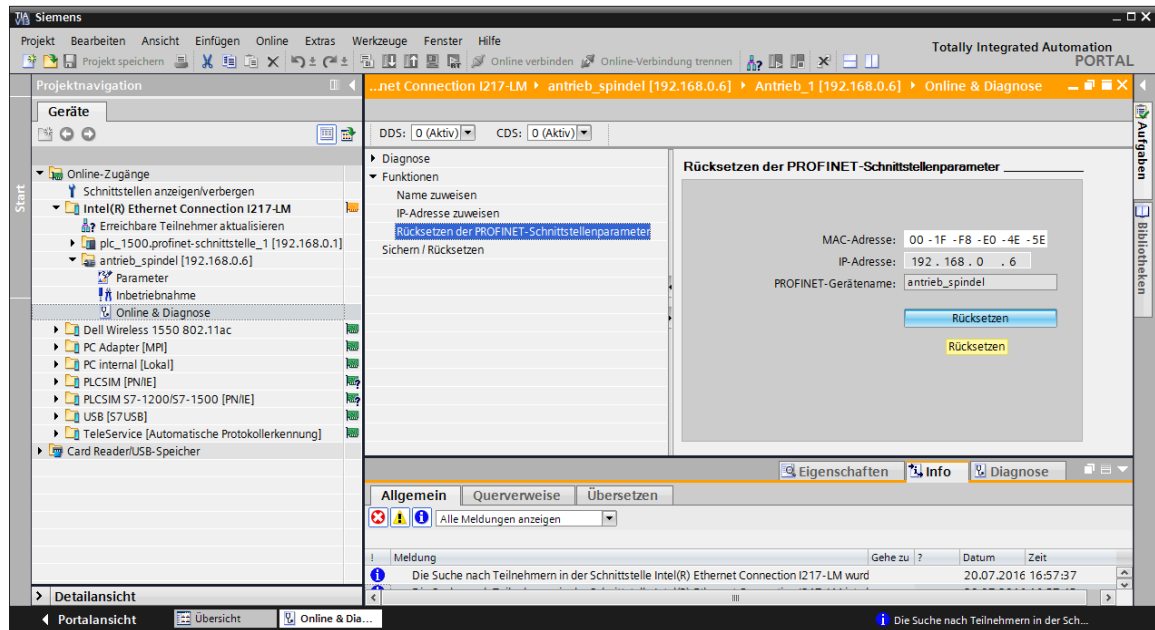 Siemens
Projekt Bearbeiten Ansicht Einfügen Online Extras Werkzeuge Fenster Hilfe
Totally Integrated Automation
PORTAL
Projekt speichern
Online verbinden Online-Verbindung trennen
Projektnavigation
...net Connection I217-LM antrieb_spindel [192.168.0.6] Antrieb_1 [192.168.0.6] Online & Diagnose
Geräte
DDS: 0 (Aktiv) CDS: 0 (Aktiv)
Start
Online-Zugänge
Schnittstellen anzeigen/verbergen
Intel(R) Ethernet Connection I217-LM
Erreichbare Teilnehmer aktualisieren
plc_1500.profinet-schnittstelle_1 [192.168.0.1]
antrieb_spindel [192.168.0.6]
Parameter
Inbetriebnahme
Online & Diagnose
Dell Wireless 1550 802.11ac
PC Adapter [MPI]
PC internal [Lokal]
PLCSIM [PN/IE]
PLCSIM S7-1200/S7-1500 [PN/IE]
USB [S7USB]
TeleService [Automatische Protokollerkennung]
Card Reader/USB-Speicher
Detailansicht
Diagnose
Funktionen
Name zuweisen
IP-Adresse zuweisen
Rücksetzen der PROFINET-Schnittstellenparameter
Sichern / Rücksetzen
Rücksetzen der PROFINET-Schnittstellenparameter
MAC-Adresse: 00 -1F -F8 -E0 -4E -5E
IP-Adresse: 192 . 168 . 0 . 6
PROFINET-Gerätename: antrieb_spindel
Rücksetzen
Rücksetzen
Aufgaben
Bibliotheken
Eigenschaften Info Diagnose
Allgemein Querverweise Übersetzen
Alle Meldungen anzeigen
! Meldung Gehe zu ? Datum Zeit
Die Suche nach Teilnehmern in der Schnittstelle Intel(R) Ethernet Connection I217-LM wurd 20.07.2016 16:57:37
Portalansicht Übersicht Online & Dia... Die Suche nach Teilnehmern in der Sch...